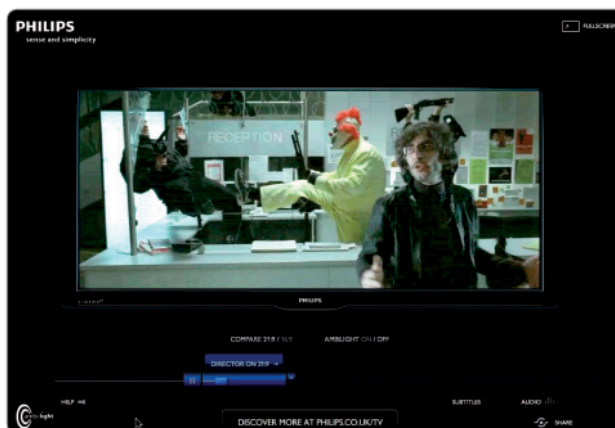 PHILIPS
sense and simplicity
FULLSCREEN
RECEPTION
PHILIPS
COMPARE 21:9 / 16:9
AMBILIGHT ON / OFF
DIRECTOR ON 21:9
HELP
SUBTITLES
AUDIO
light
DISCOVER MORE AT PHILIPS.CO.UK/TV
SHARE